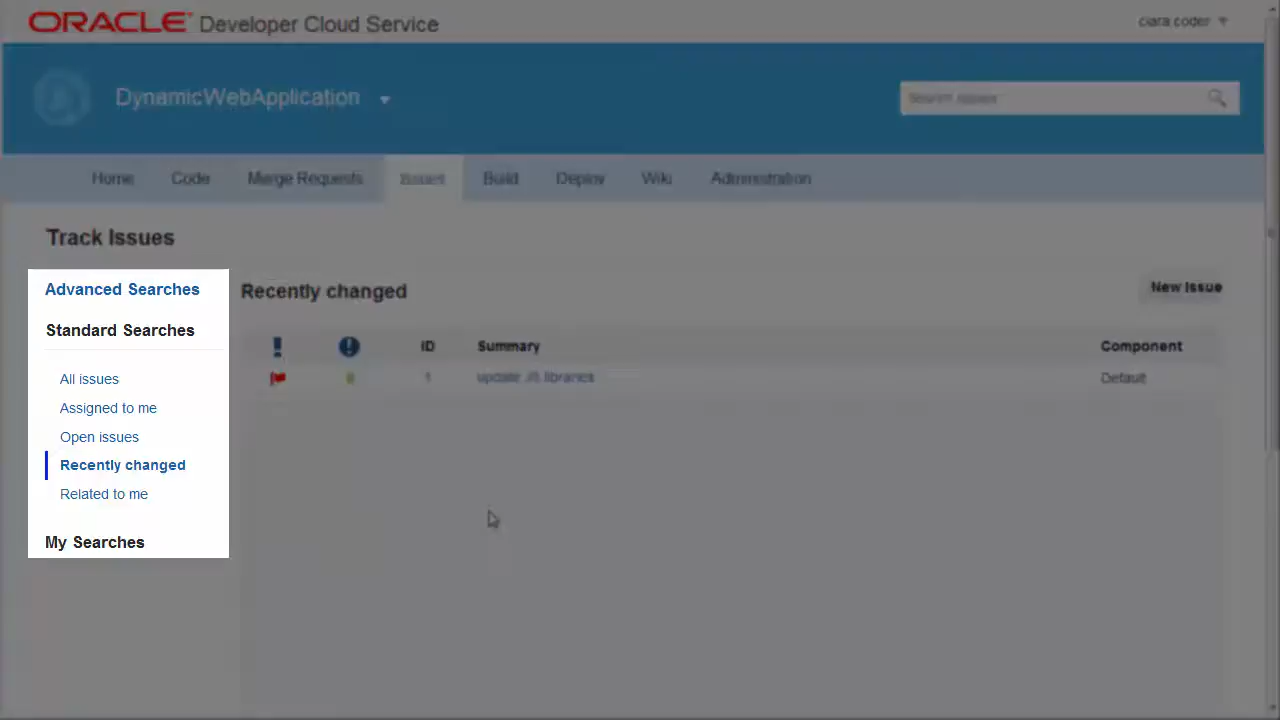 ORACLE Developer Cloud Service
ciara coder
DynamicWebApplication
Search Issues
Home Code Merge Requests Issues Build Deploy Wiki Administration
Track Issues
Advanced Searches
Standard Searches
All issues
Assigned to me
Open issues
Recently changed
Related to me
My Searches
Recently changed
New Issue
ID Summary Component
1 update JS libraries Default